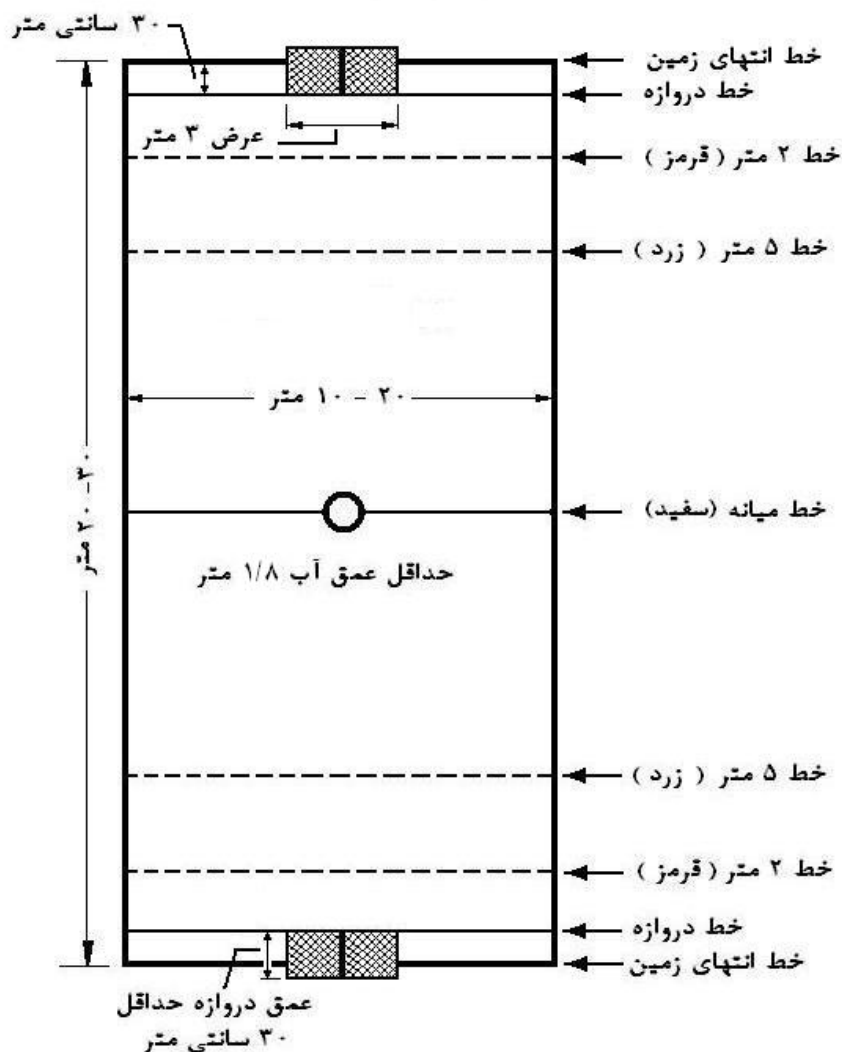 ۳۰ سانتی متر
خط انتهای زمین
خط دروازه
عرض ۳ متر
خط ۲ متر ( قرمز )
خط ۵ متر ( زرد )
۱۰ - ۲۰ متر
۲۰ - ۳۰ متر
خط میانه (سفید)
حداقل عمق آب ۱/۸ متر
خط ۵ متر ( زرد )
خط ۲ متر ( قرمز )
خط دروازه
خط انتهای زمین
عمق دروازه حداقل
۳۰ سانتی متر